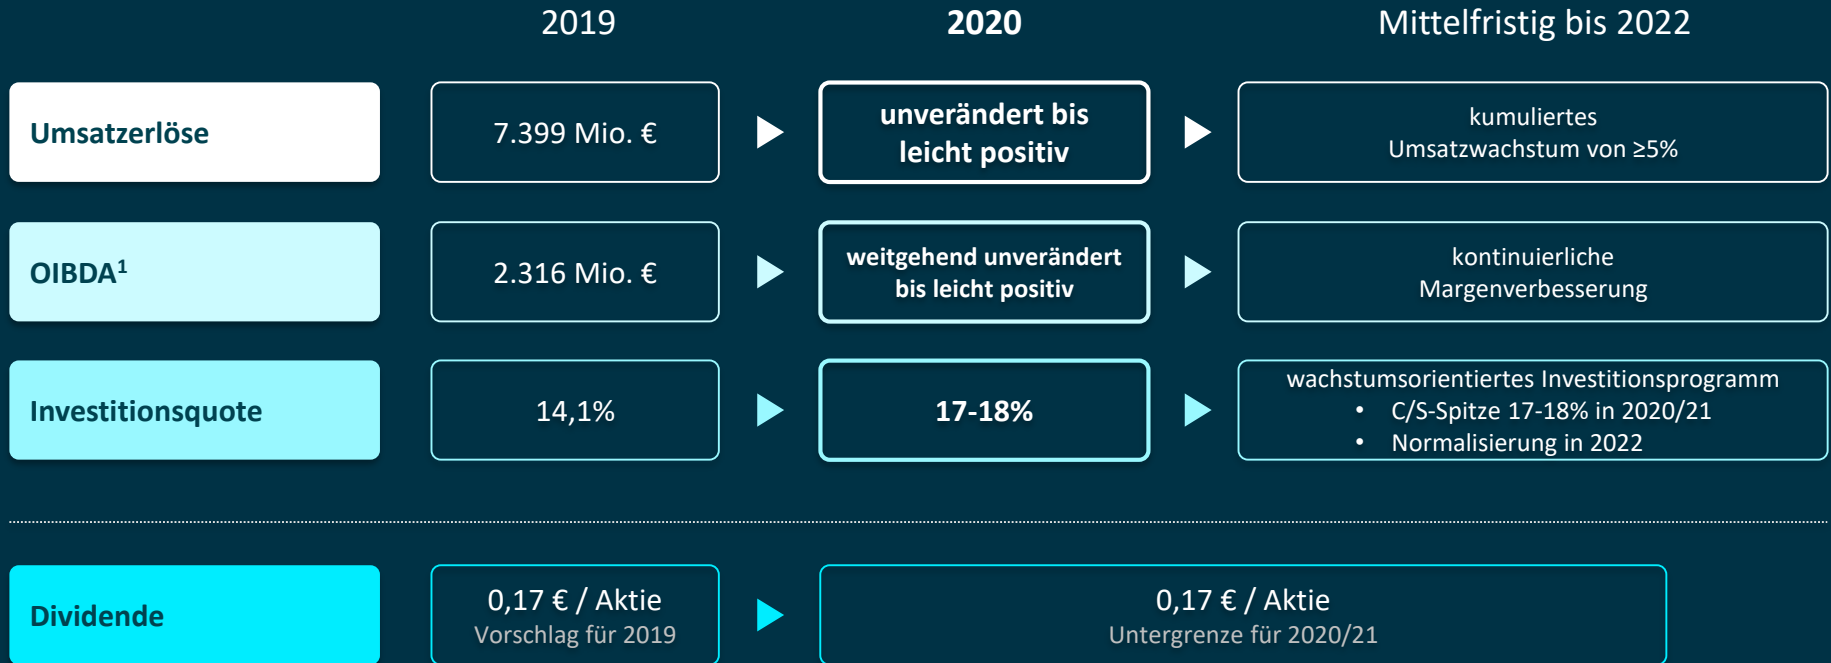 2019
2020
Mittelfristig bis 2022
Umsatzerlöse
7.399 Mio. €
unverändert bis
leicht positiv
kumuliertes
Umsatzwachstum von ≥5%
OIBDA¹
2.316 Mio. €
weitgehend unverändert
bis leicht positiv
kontinuierliche
Margenverbesserung
Investitionsquote
14,1%
17-18%
wachstumsorientiertes Investitionsprogramm
• C/S-Spitze 17-18% in 2020/21
• Normalisierung in 2022
Dividende
0,17 € / Aktie
Vorschlag für 2019
0,17 € / Aktie
Untergrenze für 2020/21